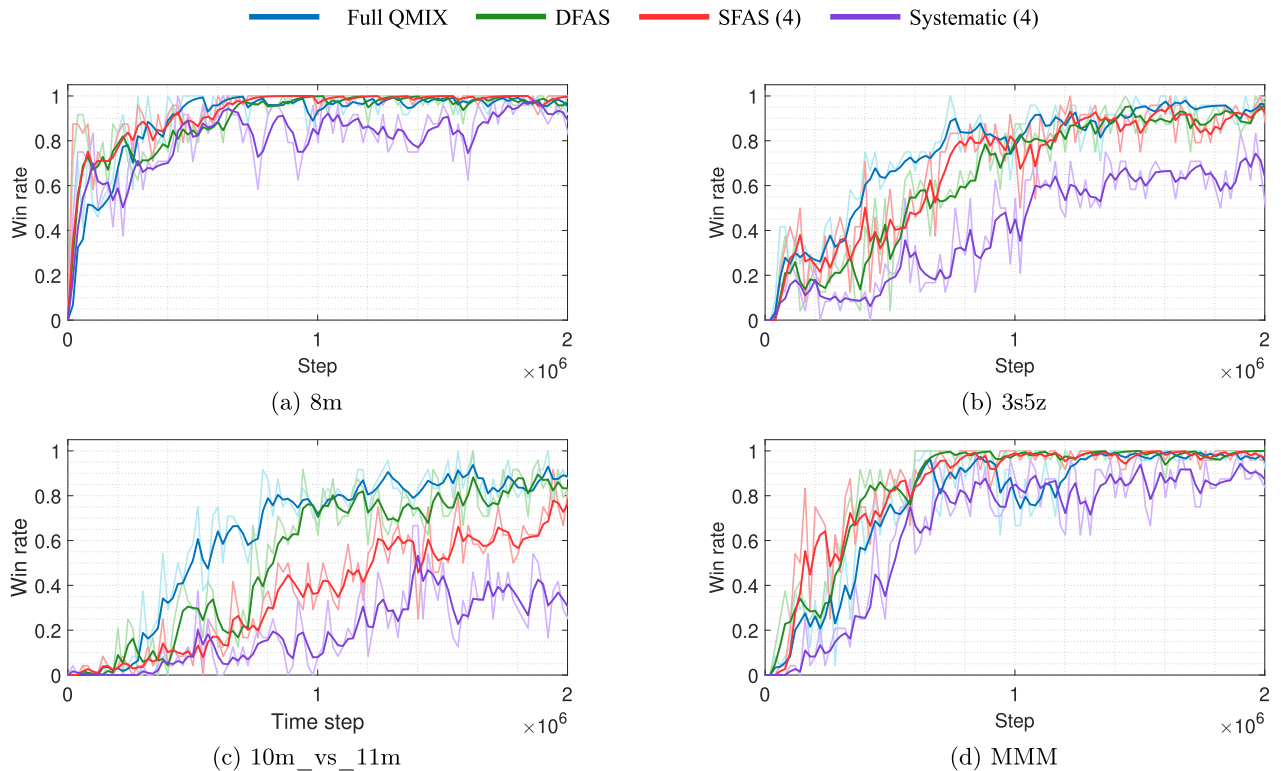 Full QMIX DFAS SFAS (4) Systematic (4)
1
0.8
0.6
0.4
0.2
0
Win rate
0 1 2
Step
×10^6
(a) 8m
1
0.8
0.6
0.4
0.2
0
Win rate
0 1 2
Step
×10^6
(b) 3s5z
1
0.8
0.6
0.4
0.2
0
Win rate
0 1 2
Time step
×10^6
(c) 10m_vs_11m
1
0.8
0.6
0.4
0.2
0
Win rate
0 1 2
Step
×10^6
(d) MMM